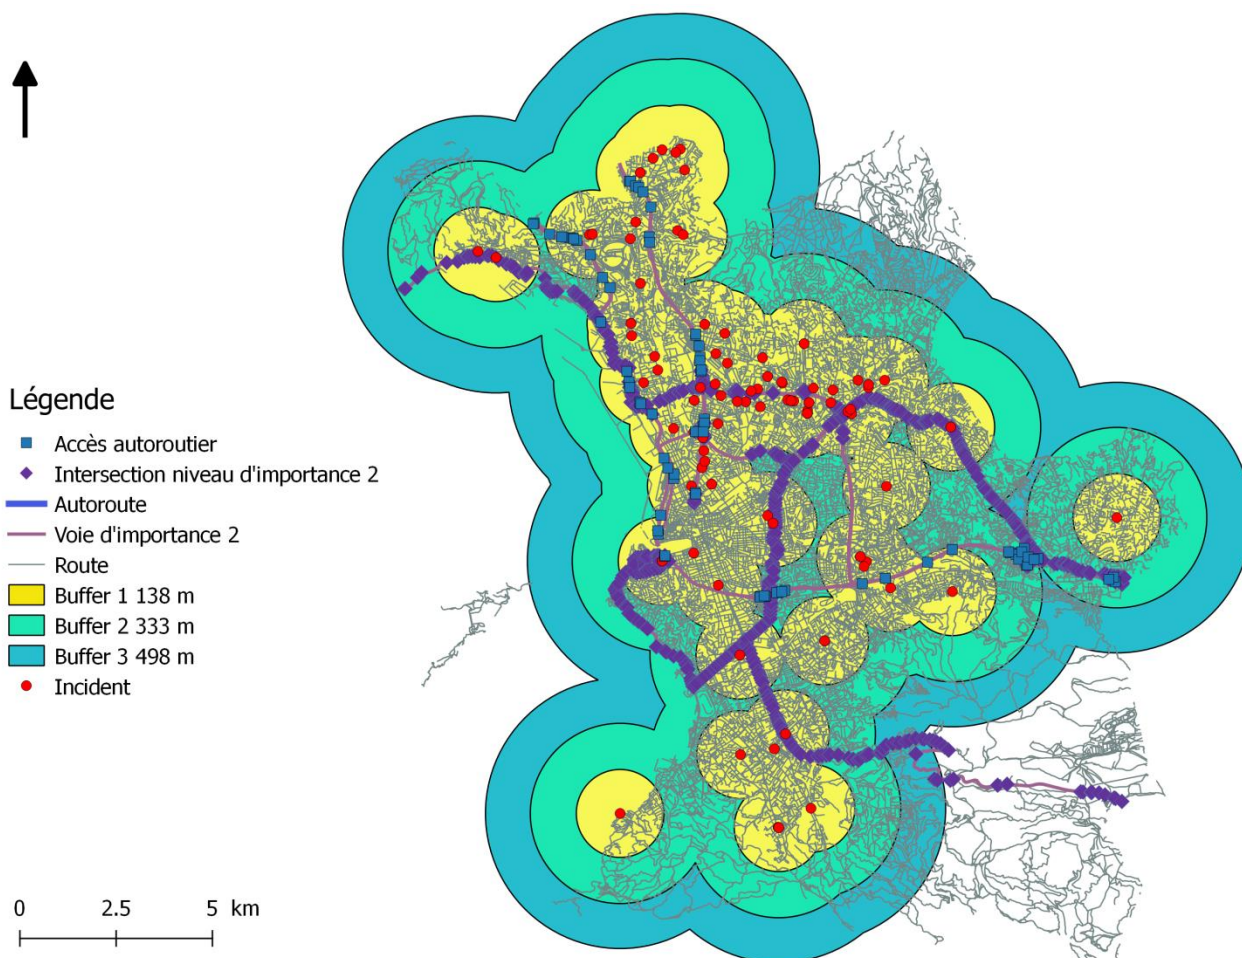 Légende
Accès autoroutier
Intersection niveau d'importance 2
Autoroute
Voie d'importance 2
Route
Buffer 1 138 m
Buffer 2 333 m
Buffer 3 498 m
Incident
0 2.5 5 km